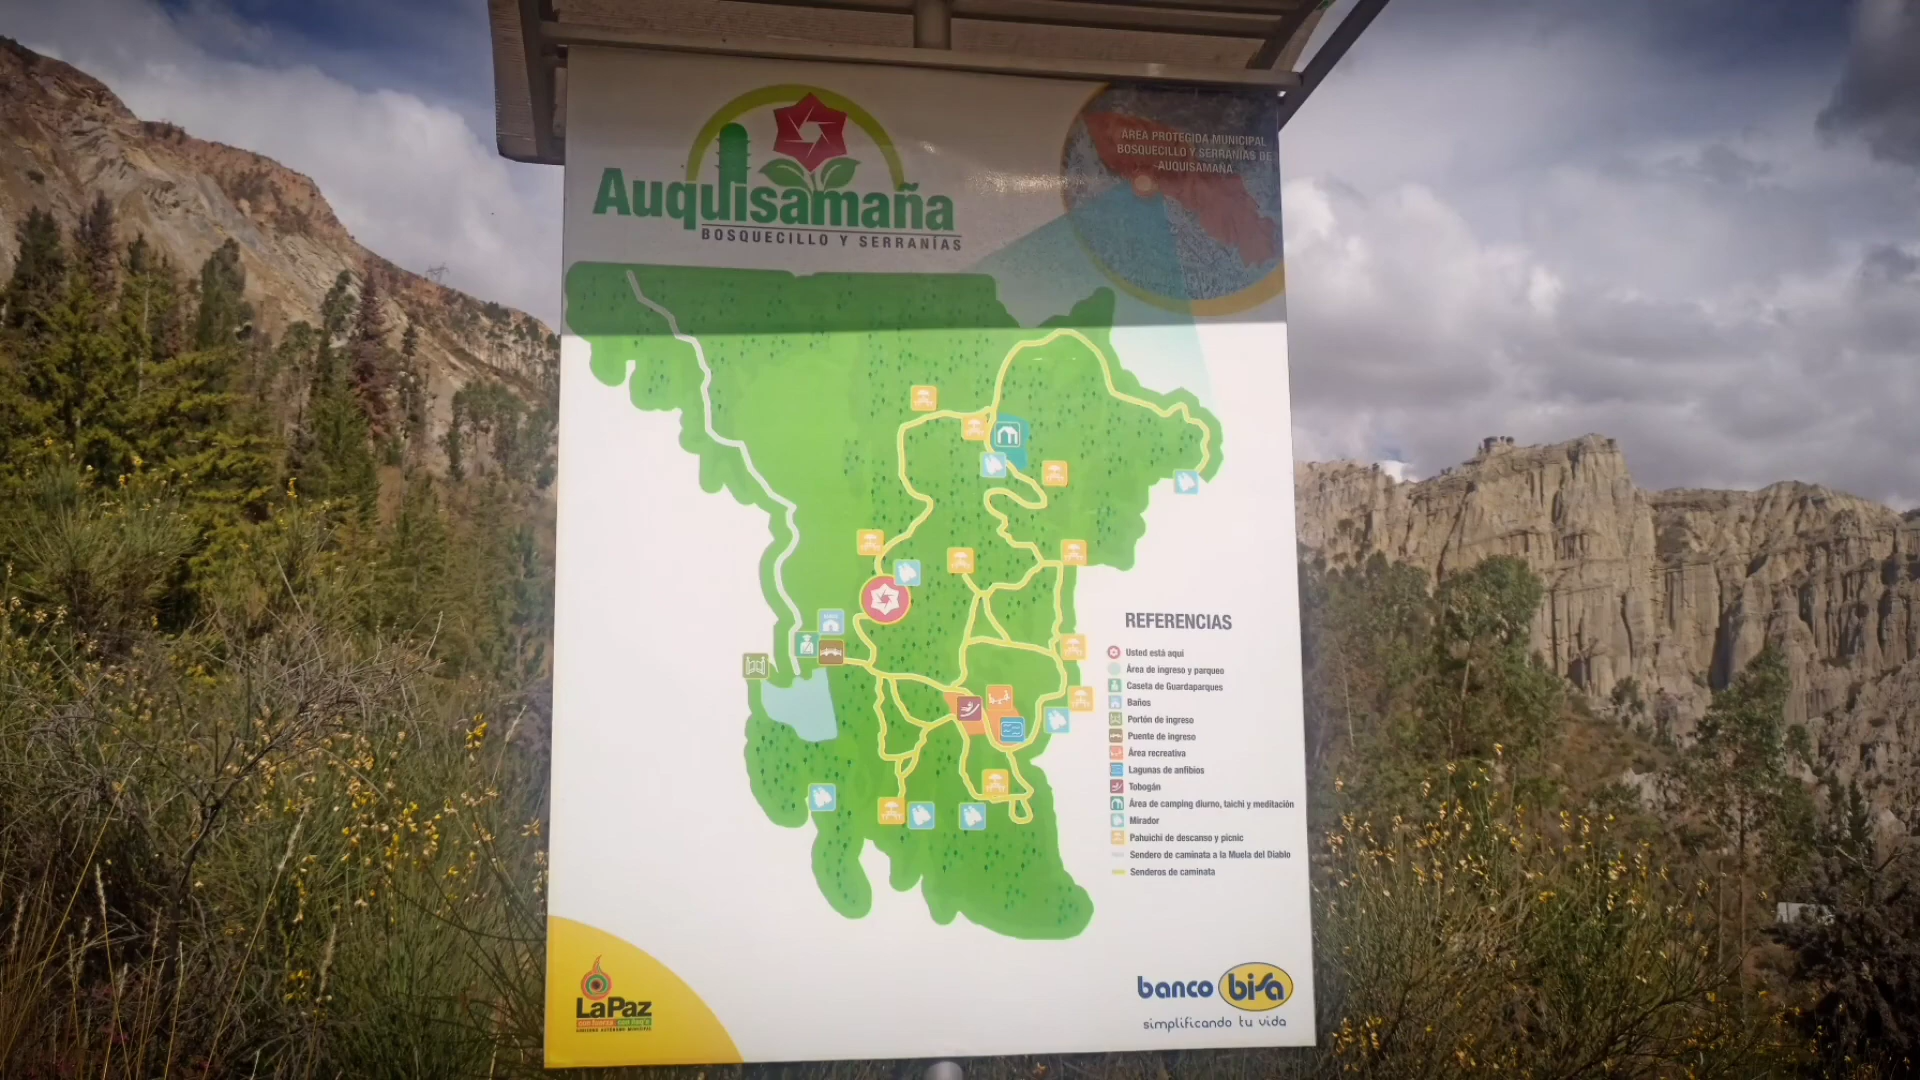 Auquisamaña
BOSQUECILLO Y SERRANÍAS
ÁREA PROTEGIDA MUNICIPAL
BOSQUECILLO Y SERRANÍAS DE
AUQUISAMAÑA
REFERENCIAS
Usted está aquí
Área de ingreso y parqueo
Caseta de Guardaparques
Baños
Portón de ingreso
Puente de ingreso
Área recreativa
Lagunas de anfibios
Tobogán
Área de camping diurno, taichi y meditación
Mirador
Pahuichi de descanso y picnic
Sendero de caminata a la Muela del Diablo
Senderos de caminata
LaPaz
GOBIERNO AUTÓNOMO MUNICIPAL
banco bisa
simplificando tu vida